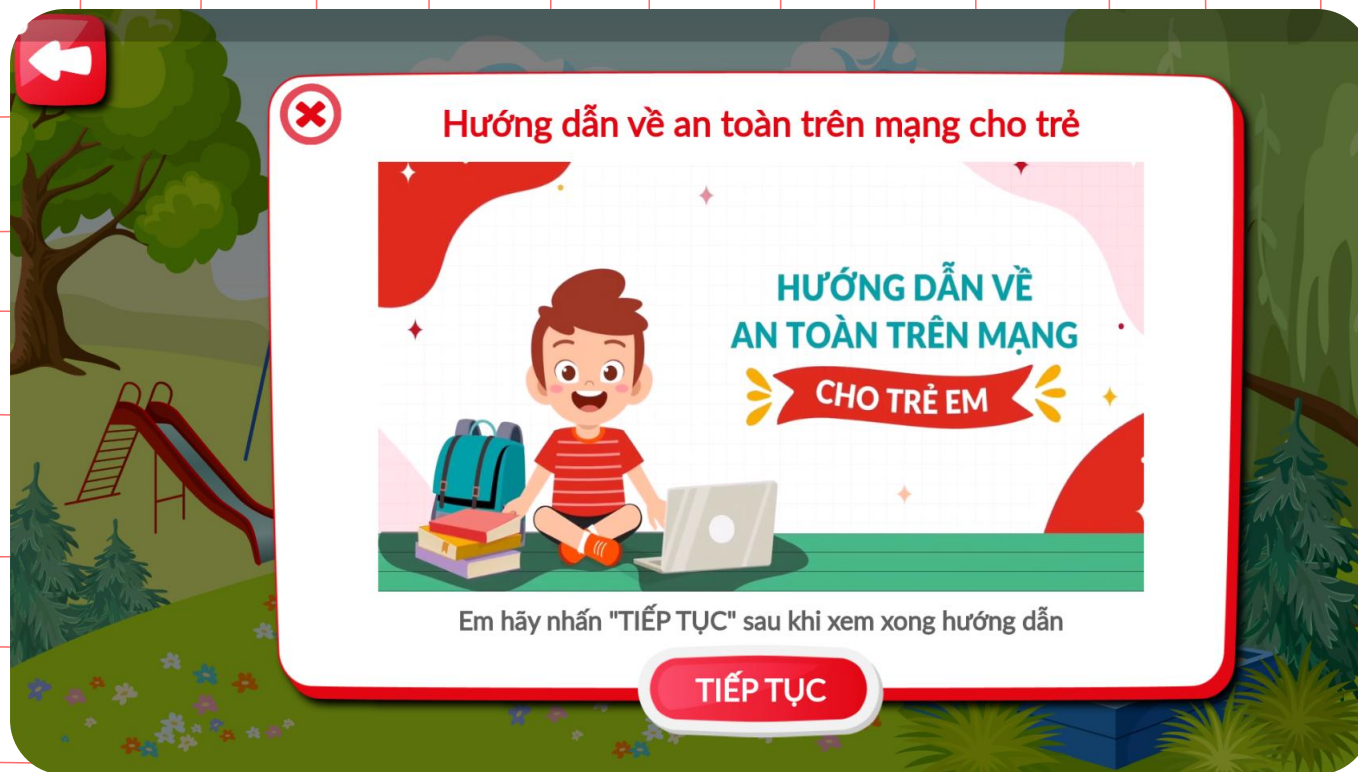 Hướng dẫn về an toàn trên mạng cho trẻ
HƯỚNG DẪN VỀ
AN TOÀN TRÊN MẠNG
CHO TRẺ EM
Em hãy nhấn "TIẾP TỤC" sau khi xem xong hướng dẫn
TIẾP TỤC